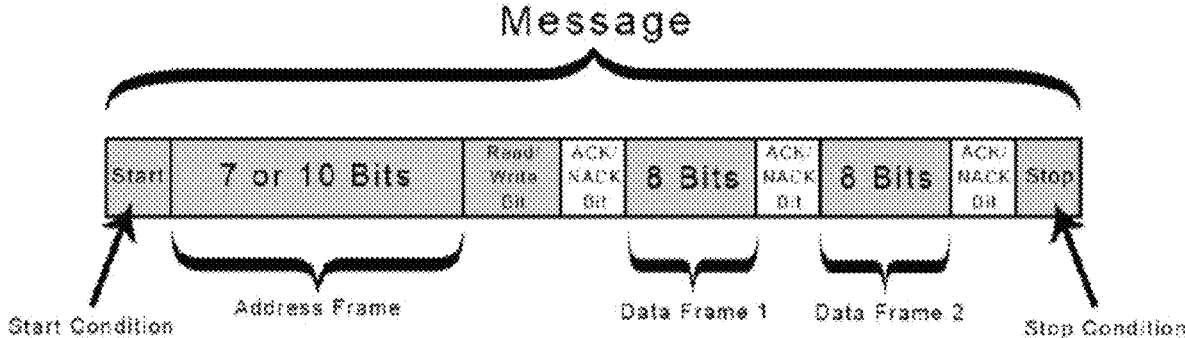 Message
Start
7 or 10 Bits
Read/
Write
Bit
ACK/
NACK
Bit
8 Bits
ACK/
NACK
Bit
8 Bits
ACK/
NACK
Bit
Stop
Address Frame
Data Frame 1
Data Frame 2
Start Condition
Stop Condition